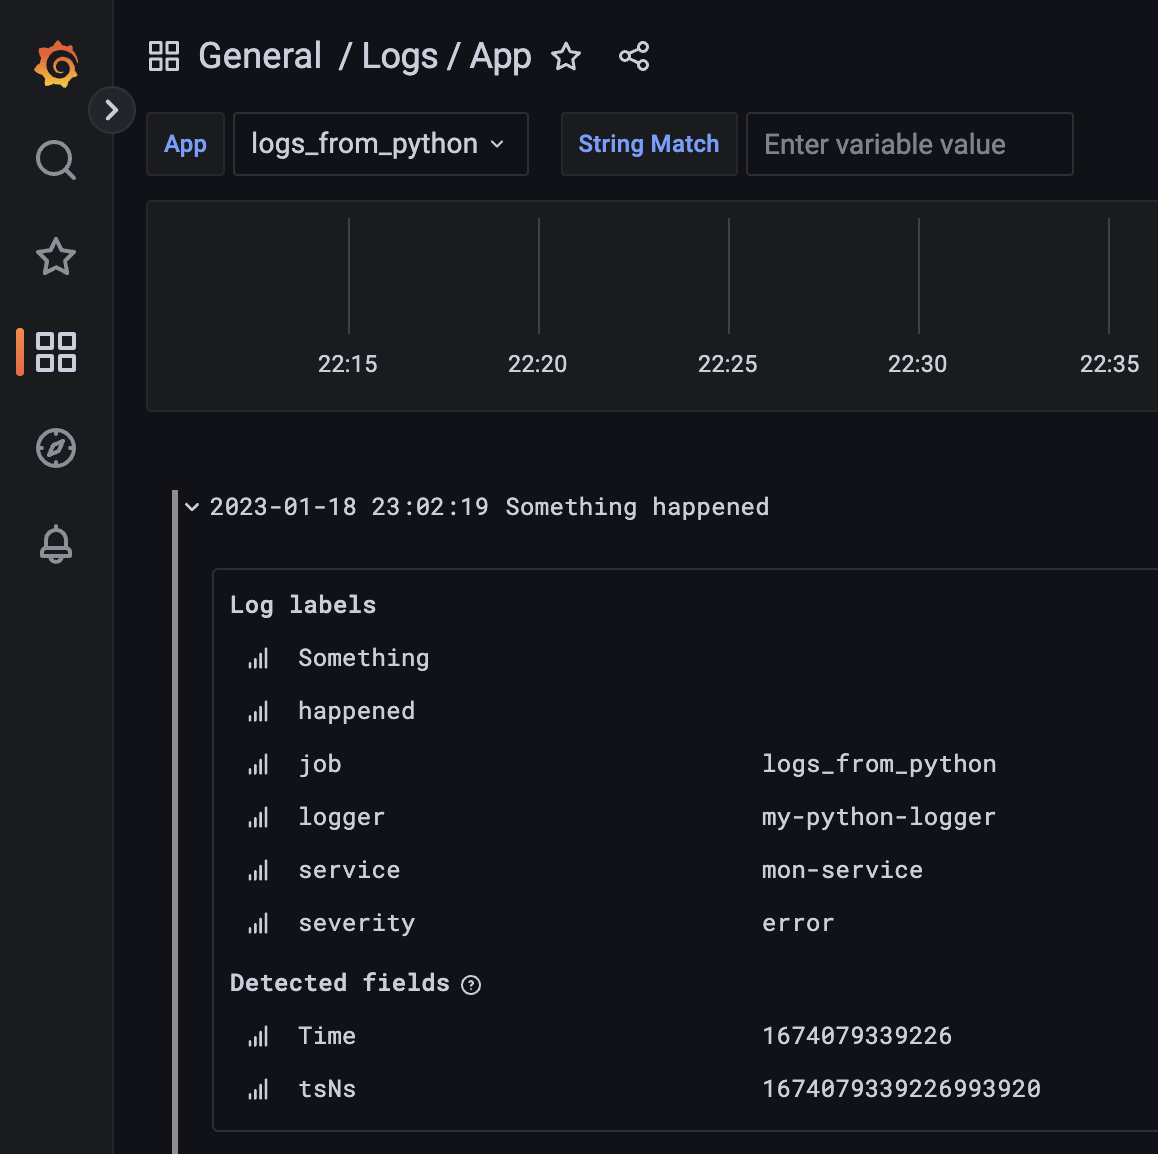 General / Logs / App
App logs_from_python String Match Enter variable value
22:15 22:20 22:25 22:30 22:35
2023-01-18 23:02:19 Something happened
Log labels
Something
happened
job logs_from_python
logger my-python-logger
service mon-service
severity error
Detected fields ?
Time 1674079339226
tsNs 1674079339226993920